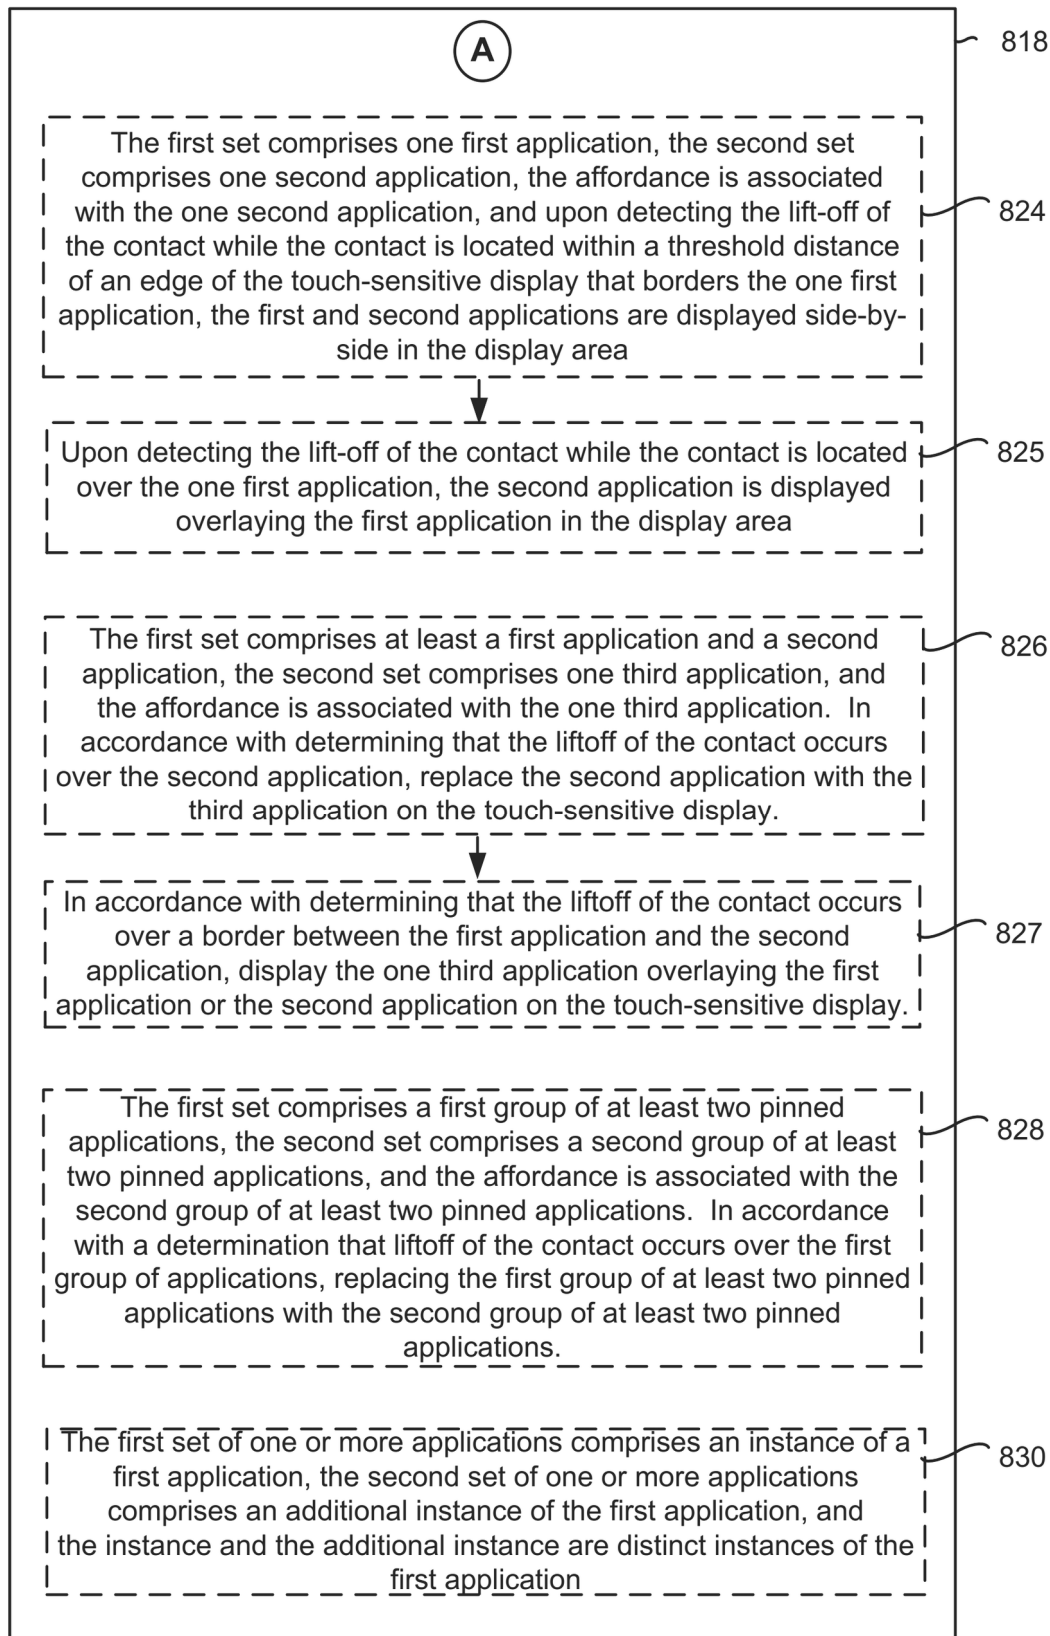 A
818
The first set comprises one first application, the second set
comprises one second application, the affordance is associated
with the one second application, and upon detecting the lift-off of
the contact while the contact is located within a threshold distance
of an edge of the touch-sensitive display that borders the one first
application, the first and second applications are displayed side-by-
side in the display area
824
Upon detecting the lift-off of the contact while the contact is located
over the one first application, the second application is displayed
overlaying the first application in the display area
825
The first set comprises at least a first application and a second
application, the second set comprises one third application, and
the affordance is associated with the one third application.  In
accordance with determining that the liftoff of the contact occurs
over the second application, replace the second application with the
third application on the touch-sensitive display.
826
In accordance with determining that the liftoff of the contact occurs
over a border between the first application and the second
application, display the one third application overlaying the first
application or the second application on the touch-sensitive display.
827
The first set comprises a first group of at least two pinned
applications, the second set comprises a second group of at least
two pinned applications, and the affordance is associated with the
second group of at least two pinned applications.  In accordance
with a determination that liftoff of the contact occurs over the first
group of applications, replacing the first group of at least two pinned
applications with the second group of at least two pinned
applications.
828
The first set of one or more applications comprises an instance of a
first application, the second set of one or more applications
comprises an additional instance of the first application, and
the instance and the additional instance are distinct instances of the
first application
830